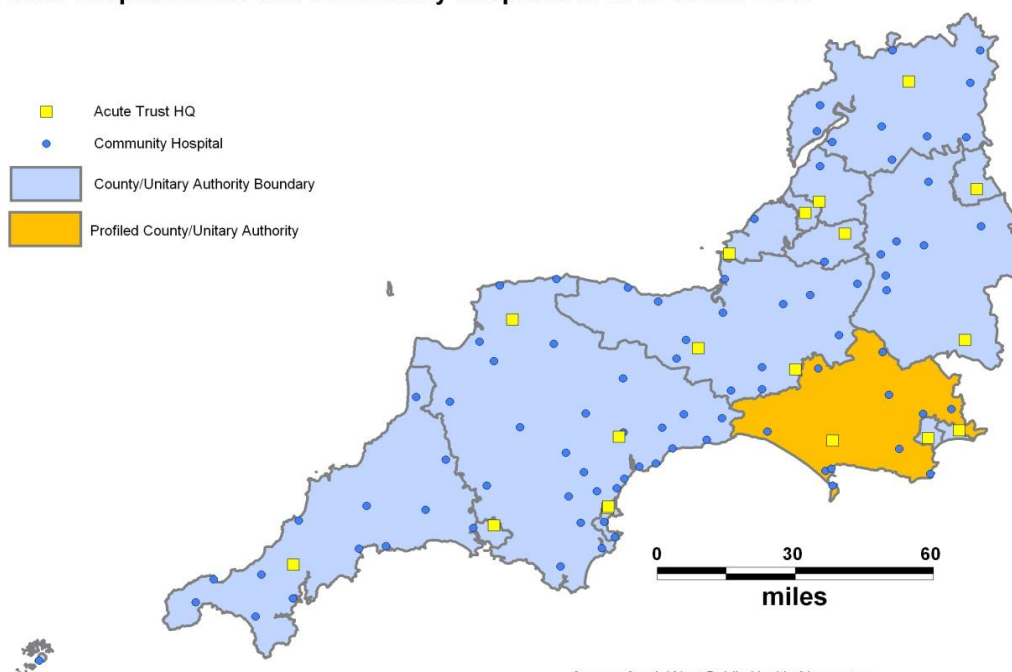 Acute Trust HQ
Community Hospital
County/Unitary Authority Boundary
Profiled County/Unitary Authority
0 30 60
miles